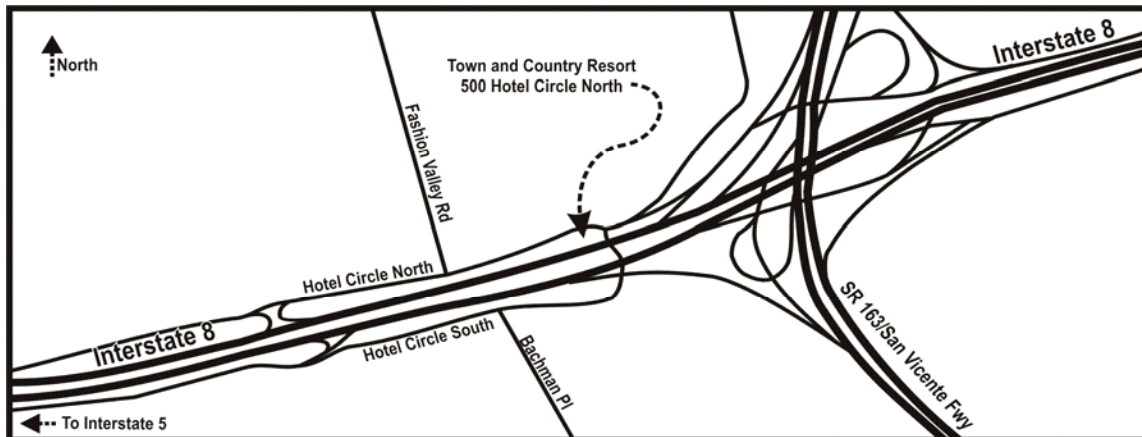 North
Interstate 8
Town and Country Resort
500 Hotel Circle North
Fashion Valley Rd
Hotel Circle North
Interstate 8
Hotel Circle South
Bachman Pl
SR 163/San Vicente Fwy
To Interstate 5